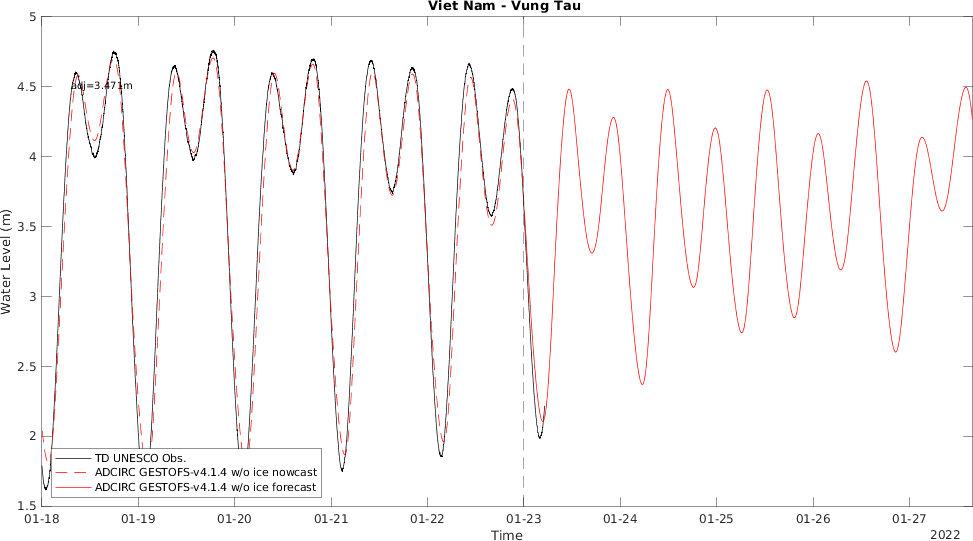 Viet Nam - Vung Tau
5
4.5
4
3.5
3
2.5
2
1.5
Water Level (m)
adj=3.471m
TD UNESCO Obs.
ADCIRC GESTOFS-v4.1.4 w/o ice nowcast
ADCIRC GESTOFS-v4.1.4 w/o ice forecast
01-18 01-19 01-20 01-21 01-22 01-23 01-24 01-25 01-26 01-27
Time
2022